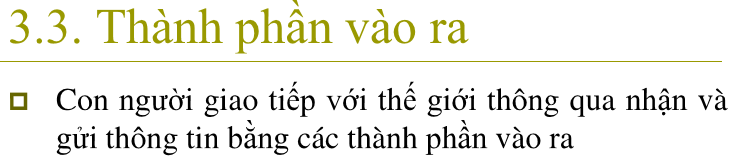 3.3. Thành phần vào ra
Con người giao tiếp với thế giới thông qua nhận và
gửi thông tin bằng các thành phần vào ra